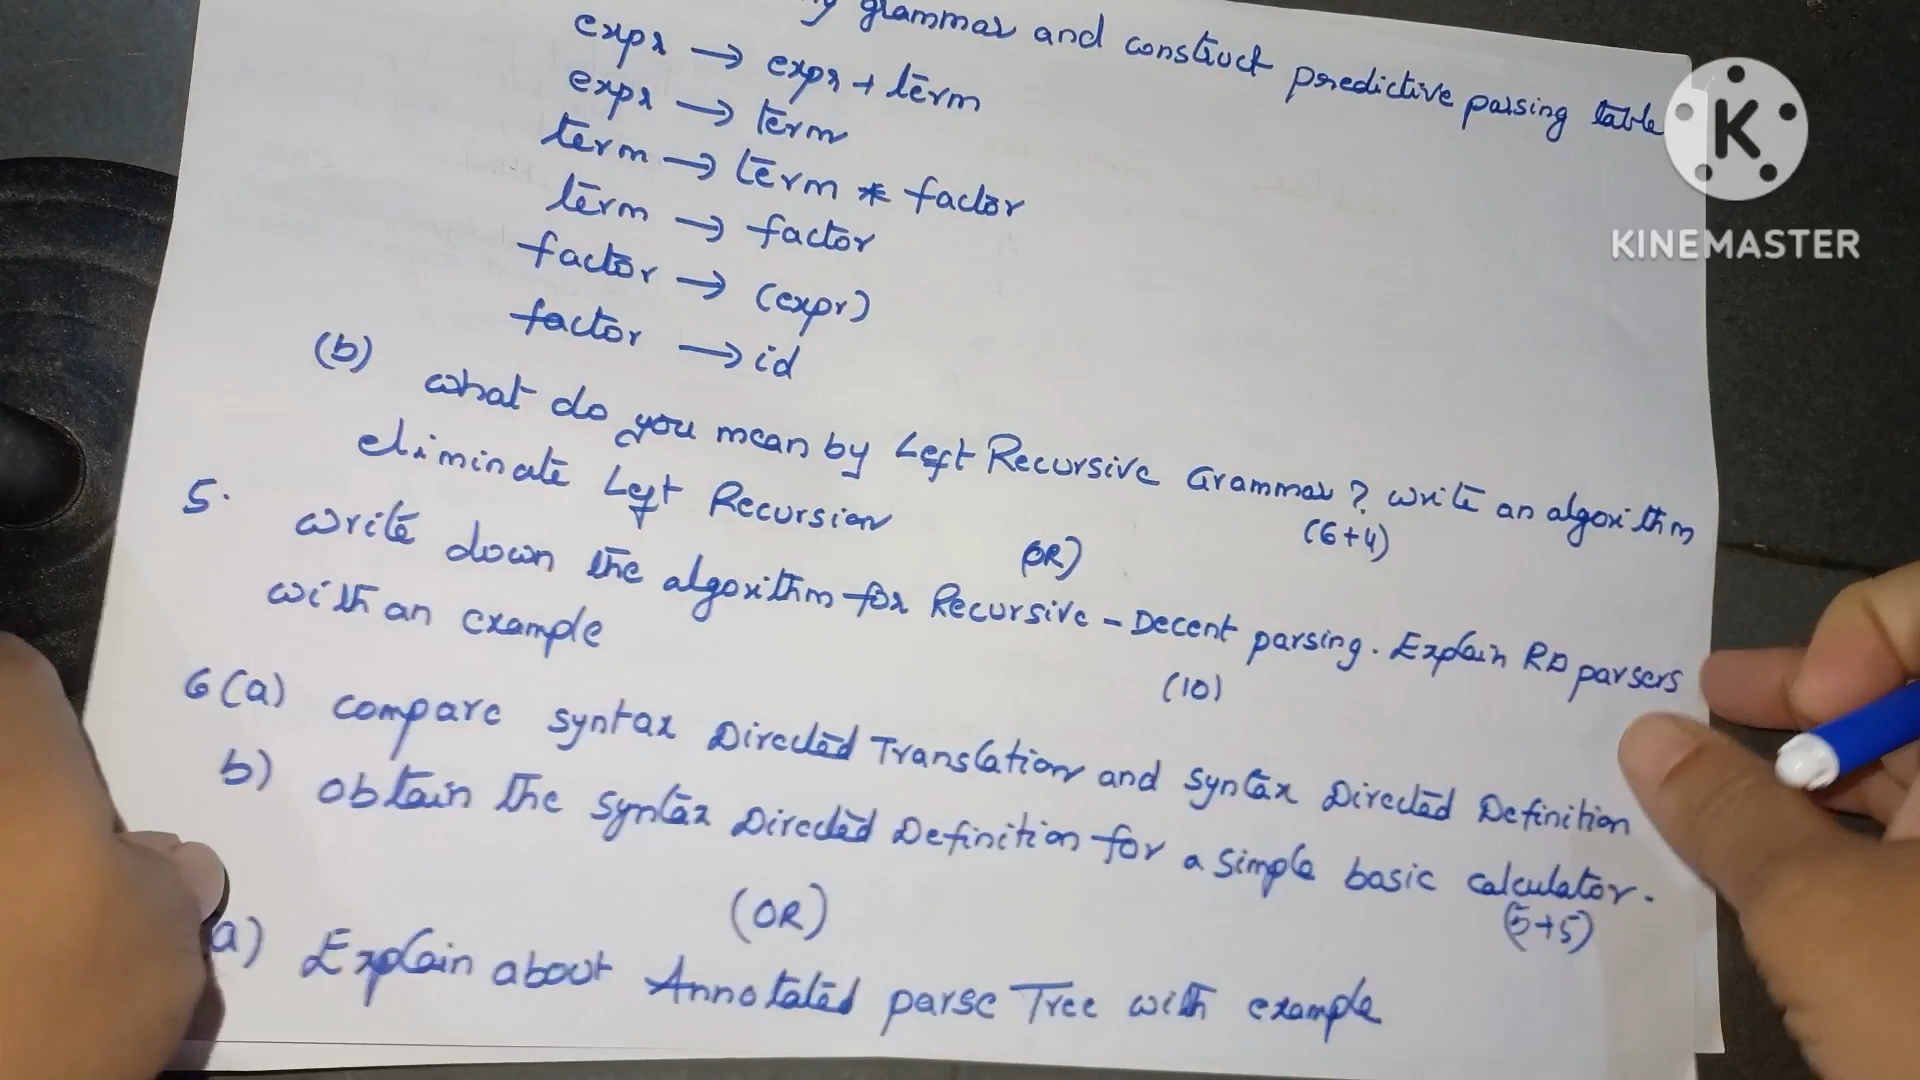 grammar and construct predictive parsing table
expr → expr + term
expr → term
term → term * factor
term → factor
factor → (expr)
factor → id
(b) what do you mean by Left Recursive Grammar ? write an algorithm
eliminate Left Recursion (6+4)
(OR)
5. write down the algorithm for Recursive - Decent parsing. Explain RD parsers
with an example (10)
6 (a) compare syntax Directed Translation and syntax Directed Definition
b) obtain the syntax Directed Definition for a simple basic calculator.
(5+5)
(OR)
a) Explain about Annotated parse Tree with example
K
KINEMASTER